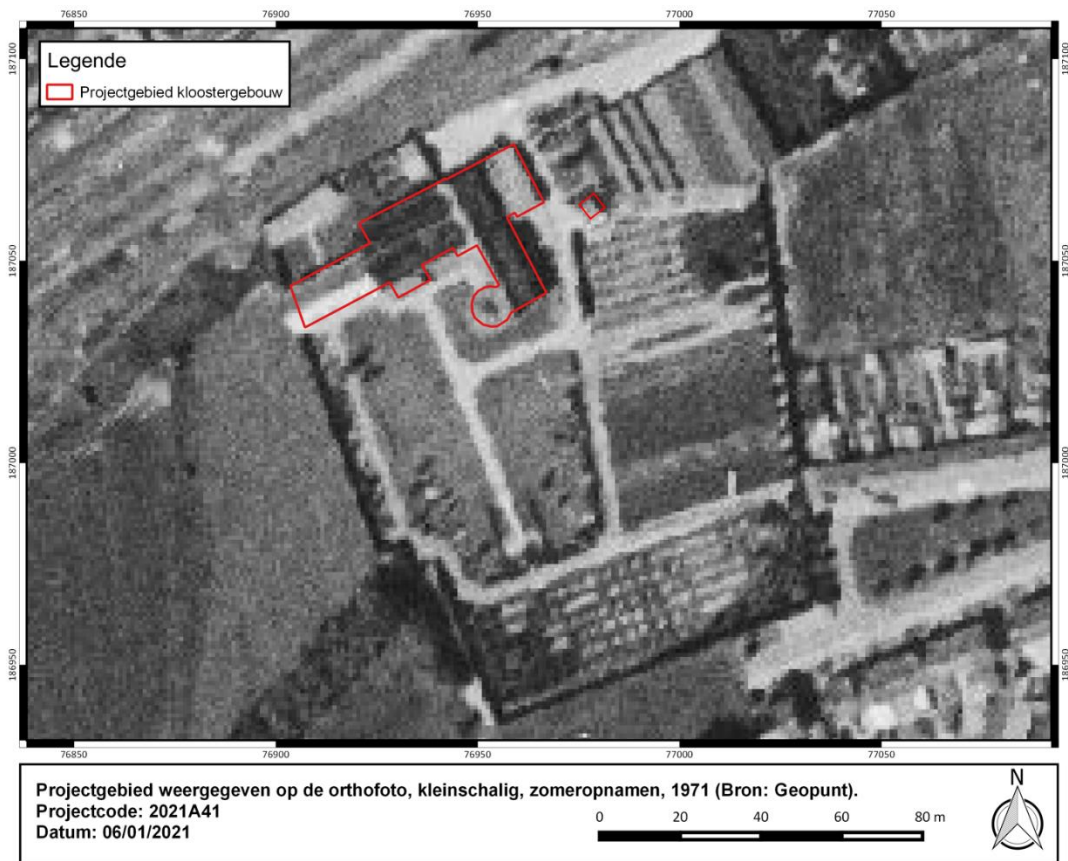 76850 76900 76950 77000 77050
187100 187100
Legende
Projectgebied kloostergebouw
187050 187050
187000 187000
186950 186950
76850 76900 76950 77000 77050
Projectgebied weergegeven op de orthofoto, kleinschalig, zomeropnamen, 1971 (Bron: Geopunt).
Projectcode: 2021A41
Datum: 06/01/2021
0 20 40 60 80 m
N